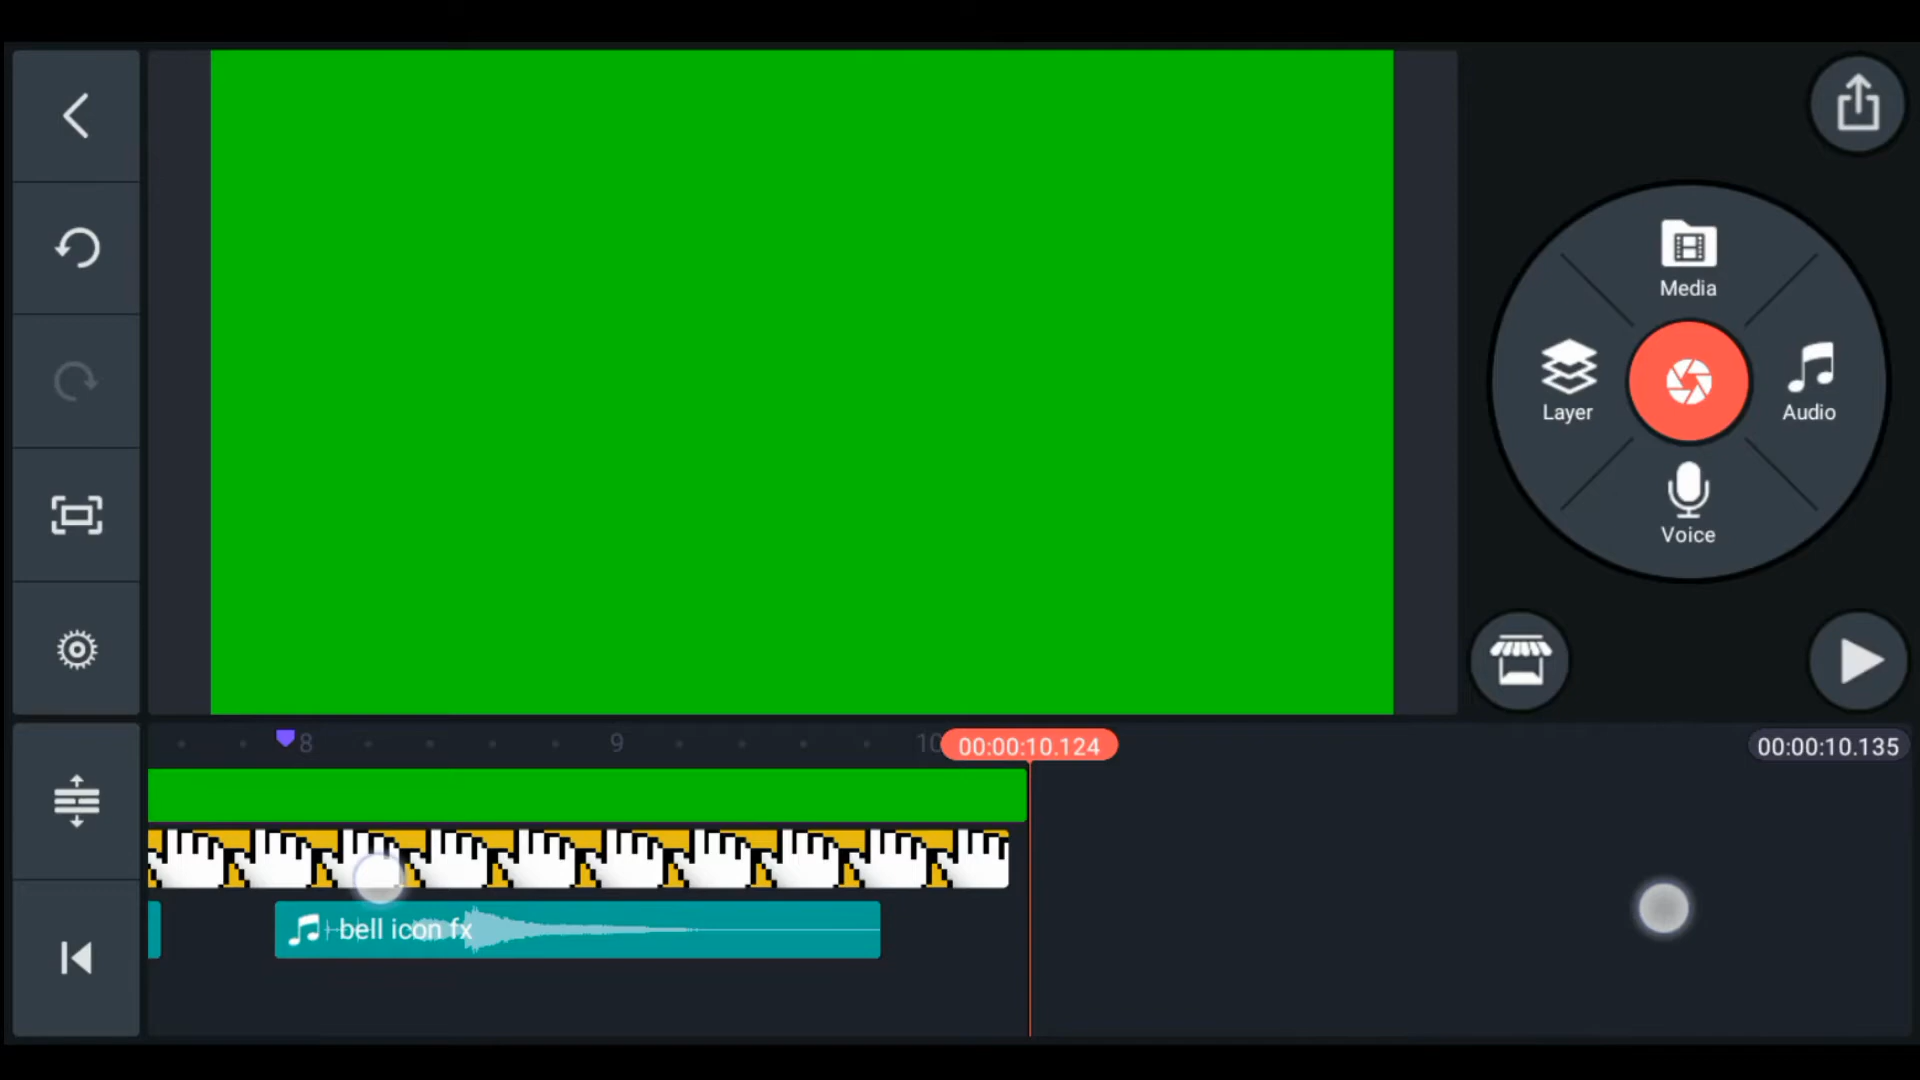 Media
Layer
Audio
Voice
8
9
10
00:00:10.124
00:00:10.135
bell icon fx